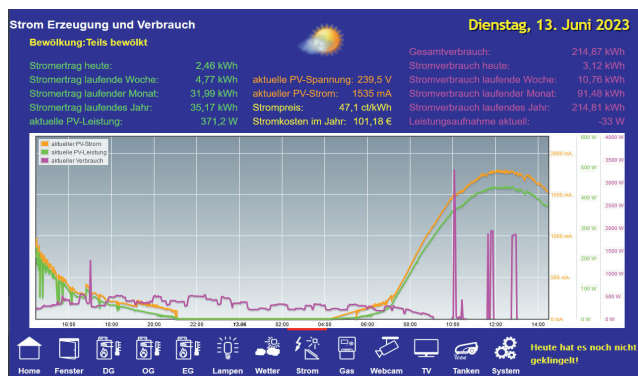 Strom Erzeugung und Verbrauch
Dienstag, 13. Juni 2023
Bewölkung:Teils bewölkt
Stromertrag heute: 2,46 kWh
Stromertrag laufende Woche: 4,77 kWh
Stromertrag laufender Monat: 31,99 kWh
Stromertrag laufendes Jahr: 35,17 kWh
aktuelle PV-Leistung: 371,2 W
aktuelle PV-Spannung: 239,5 V
aktueller PV-Strom: 1535 mA
Strompreis: 47,1 ct/kWh
Stromkosten im Jahr: 101,18 €
Gesamtverbrauch: 214,87 kWh
Stromverbrauch heute: 3,12 kWh
Stromverbrauch laufende Woche: 10,76 kWh
Stromverbrauch laufender Monat: 91,48 kWh
Stromverbrauch laufendes Jahr: 214,81 kWh
Leistungsaufnahme aktuell: -33 W
aktueller PV-Strom
aktuelle PV-Leistung
aktueller Verbrauch
2000 mA
1500 mA
1000 mA
500 mA
0 mA
600 W
500 W
400 W
300 W
200 W
100 W
0 W
4000 W
3500 W
3000 W
2500 W
2000 W
1500 W
1000 W
500 W
0 W
16:00 18:00 20:00 22:00 13.06 02:00 04:00 06:00 08:00 10:00 12:00 14:00
Home Fenster DG OG EG Lampen Wetter Strom Gas Webcam TV Tanken System
Heute hat es noch nicht
geklingelt!